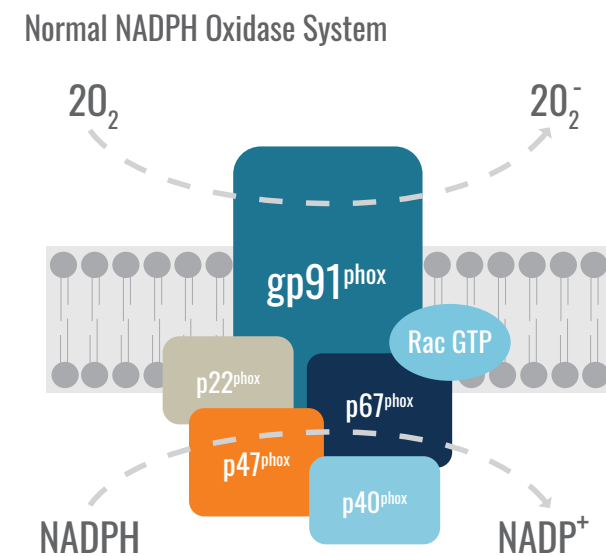 Normal NADPH Oxidase System
2O₂ 2O₂⁻
gp91ᵖʰᵒˣ
Rac GTP
p22ᵖʰᵒˣ
p67ᵖʰᵒˣ
p47ᵖʰᵒˣ
p40ᵖʰᵒˣ
NADPH NADP⁺